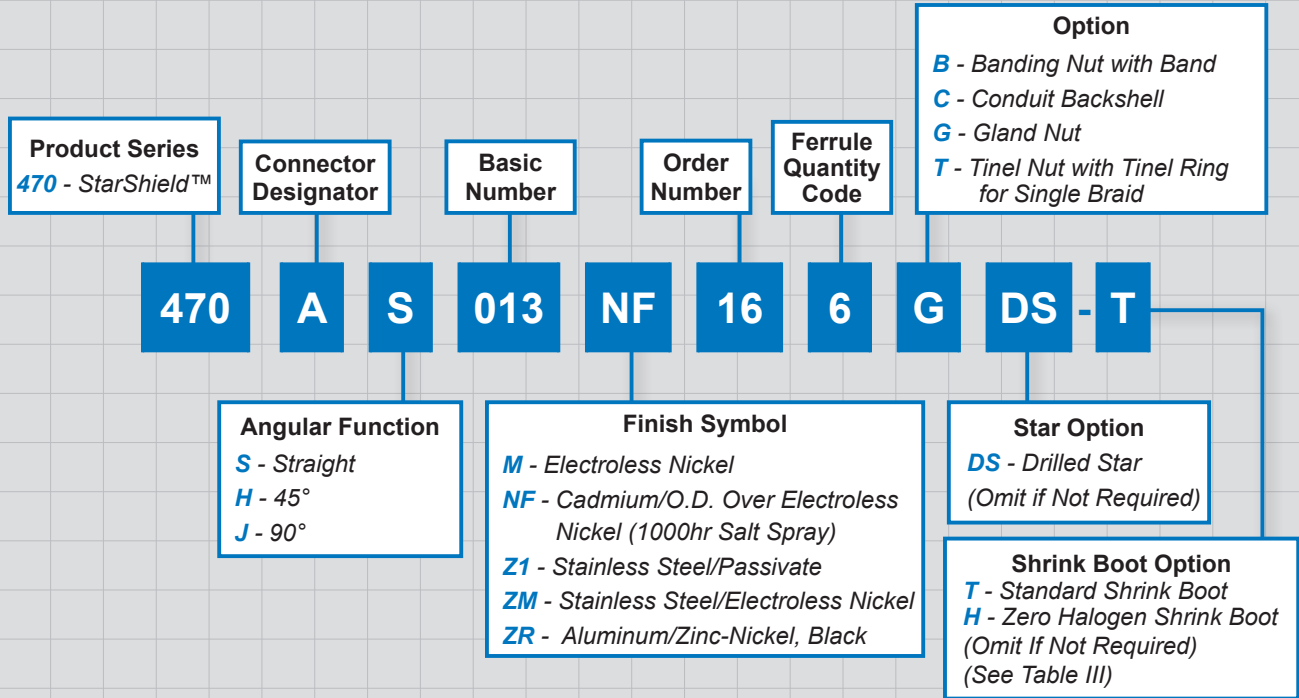 Option
B - Banding Nut with Band
C - Conduit Backshell
G - Gland Nut
T - Tinel Nut with Tinel Ring
for Single Braid
Product Series
470 - StarShield™
Connector
Designator
Basic
Number
Order
Number
Ferrule
Quantity
Code
470 A S 013 NF 16 6 G DS - T
Angular Function
S - Straight
H - 45°
J - 90°
Finish Symbol
M - Electroless Nickel
NF - Cadmium/O.D. Over Electroless
Nickel (1000hr Salt Spray)
Z1 - Stainless Steel/Passivate
ZM - Stainless Steel/Electroless Nickel
ZR - Aluminum/Zinc-Nickel, Black
Star Option
DS - Drilled Star
(Omit if Not Required)
Shrink Boot Option
T - Standard Shrink Boot
H - Zero Halogen Shrink Boot
(Omit If Not Required)
(See Table III)